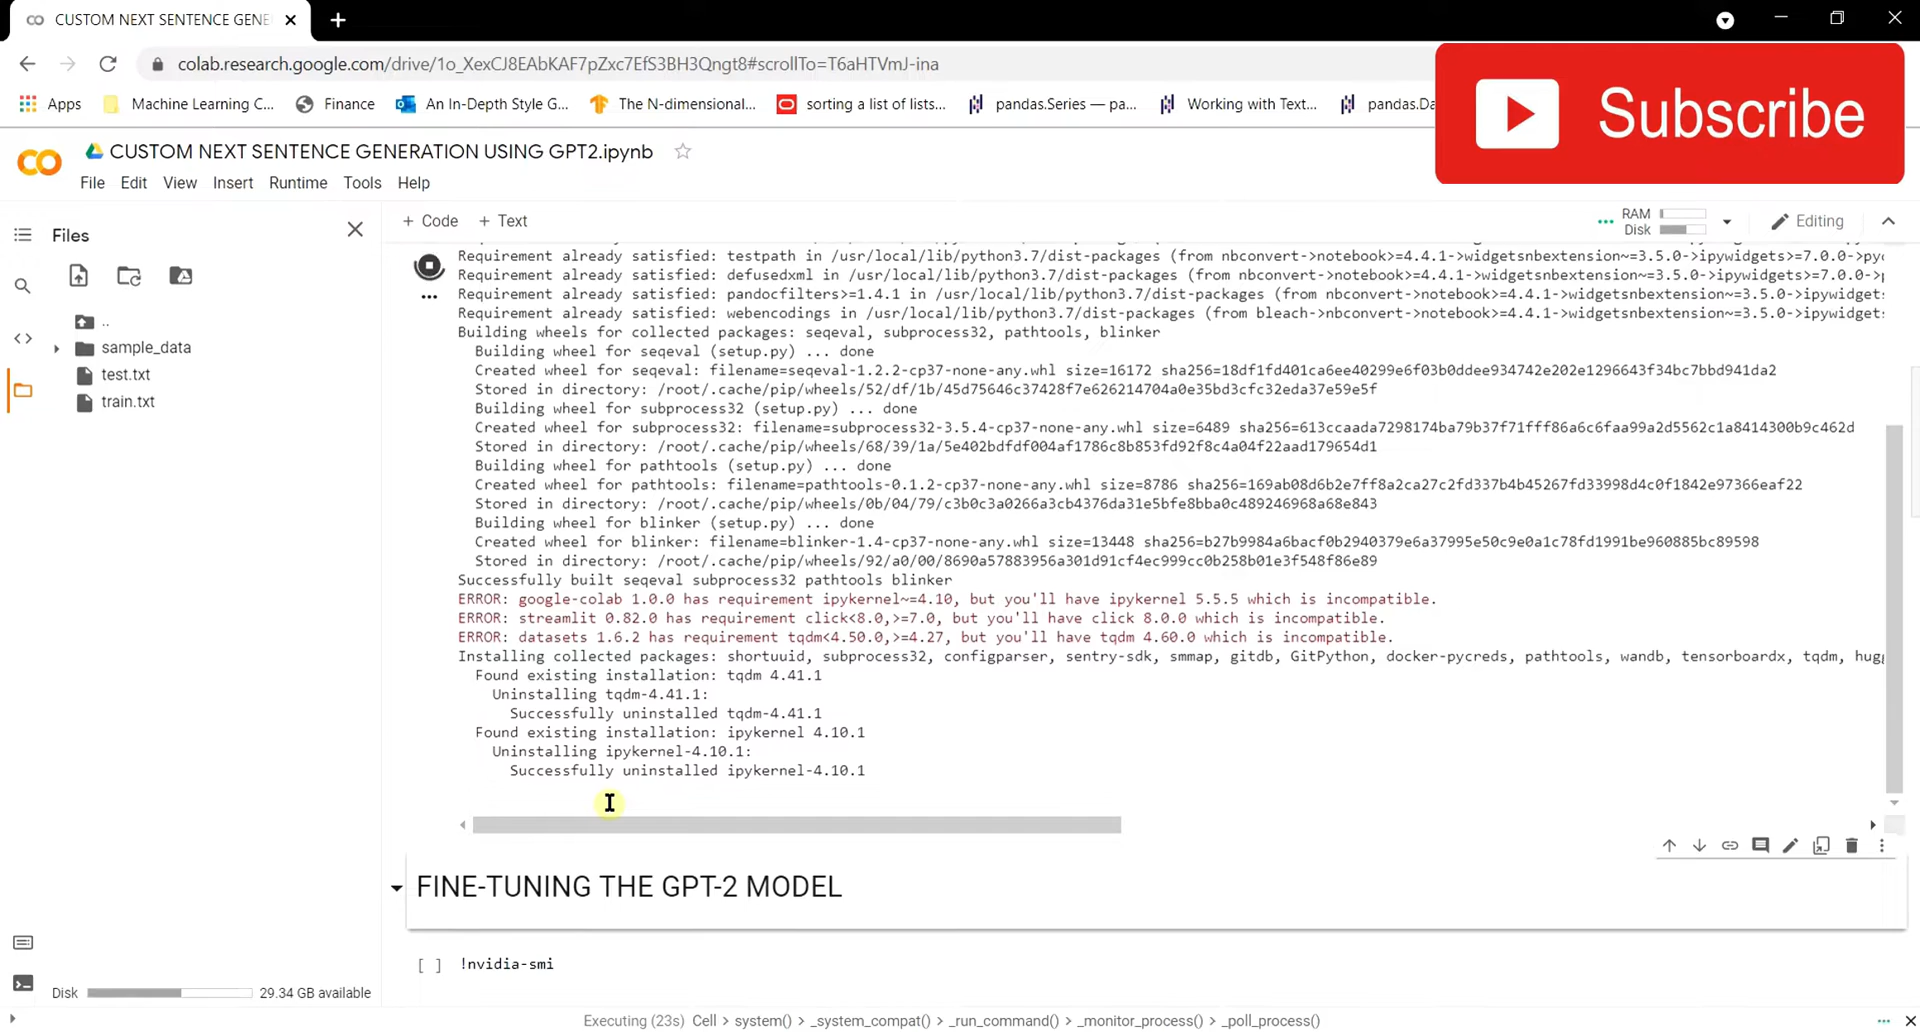 CUSTOM NEXT SENTENCE GENE
colab.research.google.com/drive/1o_XexCJ8EAbKAF7pZxc7EfS3BH3Qngt8#scrollTo=T6aHTVmJ-ina
Apps Machine Learning C... Finance An In-Depth Style G... The N-dimensional... sorting a list of lists... pandas.Series — pa... Working with Text... pandas.Da
Subscribe
CUSTOM NEXT SENTENCE GENERATION USING GPT2.ipynb
File Edit View Insert Runtime Tools Help
+ Code + Text
RAM
Disk
Editing
Files
..
sample_data
test.txt
train.txt
Requirement already satisfied: testpath in /usr/local/lib/python3.7/dist-packages (from nbconvert->notebook>=4.4.1->widgetsnbextension~=3.5.0->ipywidgets>=7.0.0->pyc
Requirement already satisfied: defusedxml in /usr/local/lib/python3.7/dist-packages (from nbconvert->notebook>=4.4.1->widgetsnbextension~=3.5.0->ipywidgets>=7.0.0->p
Requirement already satisfied: pandocfilters>=1.4.1 in /usr/local/lib/python3.7/dist-packages (from nbconvert->notebook>=4.4.1->widgetsnbextension~=3.5.0->ipywidgets
Requirement already satisfied: webencodings in /usr/local/lib/python3.7/dist-packages (from bleach->nbconvert->notebook>=4.4.1->widgetsnbextension~=3.5.0->ipywidgets
Building wheels for collected packages: seqeval, subprocess32, pathtools, blinker
Building wheel for seqeval (setup.py) ... done
Created wheel for seqeval: filename=seqeval-1.2.2-cp37-none-any.whl size=16172 sha256=18df1fd401ca6ee40299e6f03b0ddee934742e202e1296643f34bc7bbd941da2
Stored in directory: /root/.cache/pip/wheels/52/df/1b/45d75646c37428f7e626214704a0e35bd3cfc32eda37e59e5f
Building wheel for subprocess32 (setup.py) ... done
Created wheel for subprocess32: filename=subprocess32-3.5.4-cp37-none-any.whl size=6489 sha256=613ccaada7298174ba79b37f71fff86a6c6faa99a2d5562c1a8414300b9c462d
Stored in directory: /root/.cache/pip/wheels/68/39/1a/5e402bdfdf004af1786c8b853fd92f8c4a04f22aad179654d1
Building wheel for pathtools (setup.py) ... done
Created wheel for pathtools: filename=pathtools-0.1.2-cp37-none-any.whl size=8786 sha256=169ab08d6b2e7ff8a2ca27c2fd337b4b45267fd33998d4c0f1842e97366eaf22
Stored in directory: /root/.cache/pip/wheels/0b/04/79/c3b0c3a0266a3cb4376da31e5bfe8bba0c489246968a68e843
Building wheel for blinker (setup.py) ... done
Created wheel for blinker: filename=blinker-1.4-cp37-none-any.whl size=13448 sha256=b27b9984a6bacf0b2940379e6a37995e50c9e0a1c78fd1991be960885bc89598
Stored in directory: /root/.cache/pip/wheels/92/a0/00/8690a57883956a301d91cf4ec999cc0b258b01e3f548f86e89
Successfully built seqeval subprocess32 pathtools blinker
ERROR: google-colab 1.0.0 has requirement ipykernel~=4.10, but you'll have ipykernel 5.5.5 which is incompatible.
ERROR: streamlit 0.82.0 has requirement click<8.0,>=7.0, but you'll have click 8.0.0 which is incompatible.
ERROR: datasets 1.6.2 has requirement tqdm<4.50.0,>=4.27, but you'll have tqdm 4.60.0 which is incompatible.
Installing collected packages: shortuuid, subprocess32, configparser, sentry-sdk, smmap, gitdb, GitPython, docker-pycreds, pathtools, wandb, tensorboardx, tqdm, hugg
Found existing installation: tqdm 4.41.1
Uninstalling tqdm-4.41.1:
Successfully uninstalled tqdm-4.41.1
Found existing installation: ipykernel 4.10.1
Uninstalling ipykernel-4.10.1:
Successfully uninstalled ipykernel-4.10.1
FINE-TUNING THE GPT-2 MODEL
[ ] !nvidia-smi
Disk 29.34 GB available
Executing (23s) Cell > system() > _system_compat() > _run_command() > _monitor_process() > _poll_process()